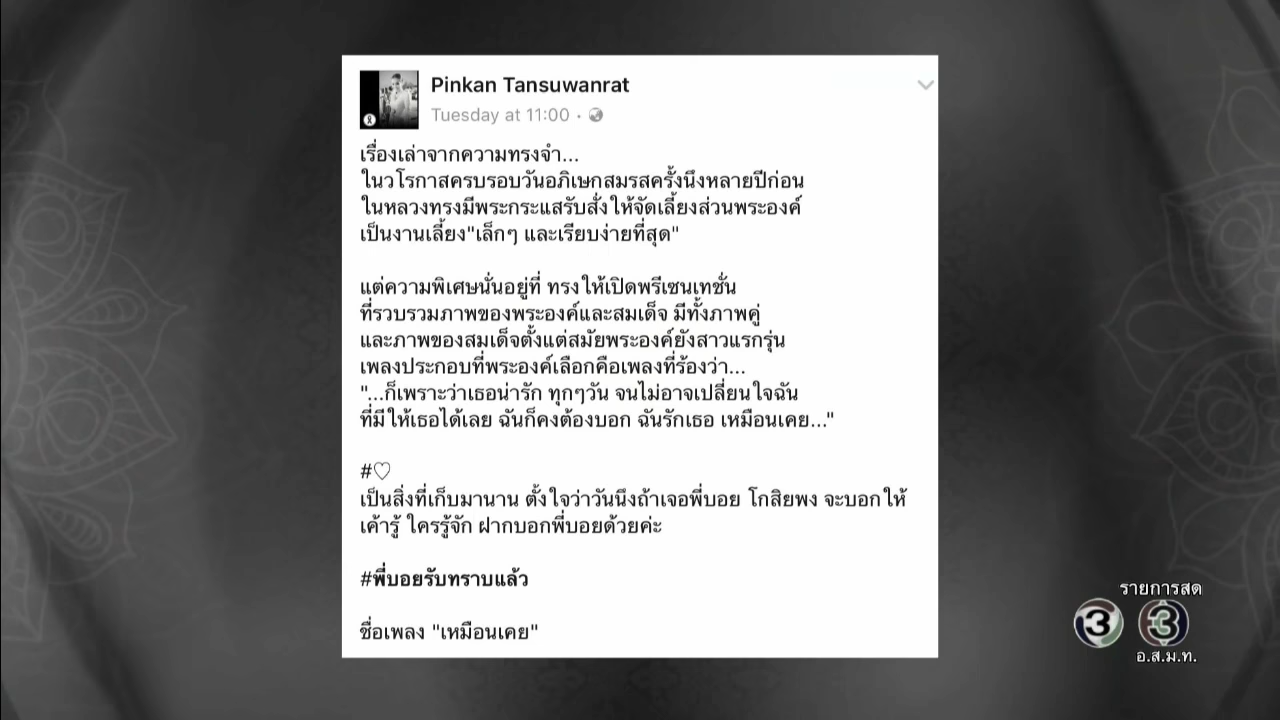 Pinkan Tansuwanrat
Tuesday at 11:00 ·
เรื่องเล่าจากความทรงจำ...
ในวโรกาสครบรอบวันอภิเษกสมรสครั้งนึงหลายปีก่อน
ในหลวงทรงมีพระกระแสรับสั่งให้จัดเลี้ยงส่วนพระองค์
เป็นงานเลี้ยง"เล็กๆ และเรียบง่ายที่สุด"
แต่ความพิเศษนั่นอยู่ที่ ทรงให้เปิดพรีเซนเทชั่น
ที่รวบรวมภาพของพระองค์และสมเด็จ มีทั้งภาพคู่
และภาพของสมเด็จตั้งแต่สมัยพระองค์ยังสาวแรกรุ่น
เพลงประกอบที่พระองค์เลือกคือเพลงที่ร้องว่า...
"...ก็เพราะว่าเธอน่ารัก ทุกๆวัน จนไม่อาจเปลี่ยนใจฉัน
ที่มีให้เธอได้เลย ฉันก็คงต้องบอก ฉันรักเธอ เหมือนเคย..."
#♡
เป็นสิ่งที่เก็บมานาน ตั้งใจว่าวันนึงถ้าเจอพี่บอย โกสิยพง จะบอกให้
เค้ารู้ ใครรู้จัก ฝากบอกพี่บอยด้วยค่ะ
#พี่บอยรับทราบแล้ว
ชื่อเพลง "เหมือนเคย"
รายการสด
3 3
อ.ส.ม.ท.